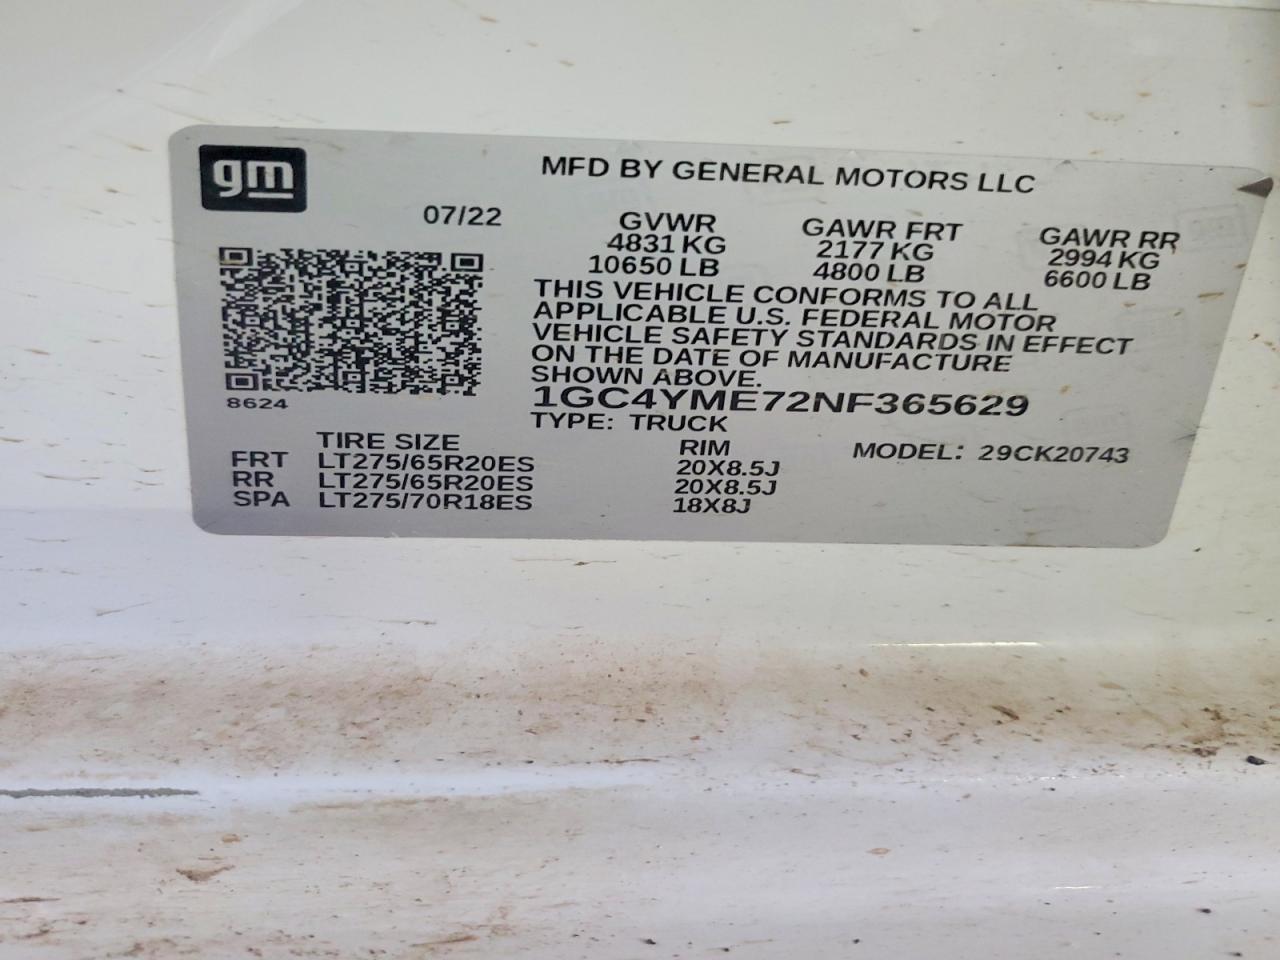 gm
MFD BY GENERAL MOTORS LLC
07/22
GVWR GAWR FRT GAWR RR
4831 KG 2177 KG 2994 KG
10650 LB 4800 LB 6600 LB
THIS VEHICLE CONFORMS TO ALL
APPLICABLE U.S. FEDERAL MOTOR
VEHICLE SAFETY STANDARDS IN EFFECT
ON THE DATE OF MANUFACTURE
SHOWN ABOVE.
1GC4YME72NF365629
8624
TYPE: TRUCK
TIRE SIZE RIM MODEL: 29CK20743
FRT LT275/65R20ES 20X8.5J
RR LT275/65R20ES 20X8.5J
SPA LT275/70R18ES 18X8J